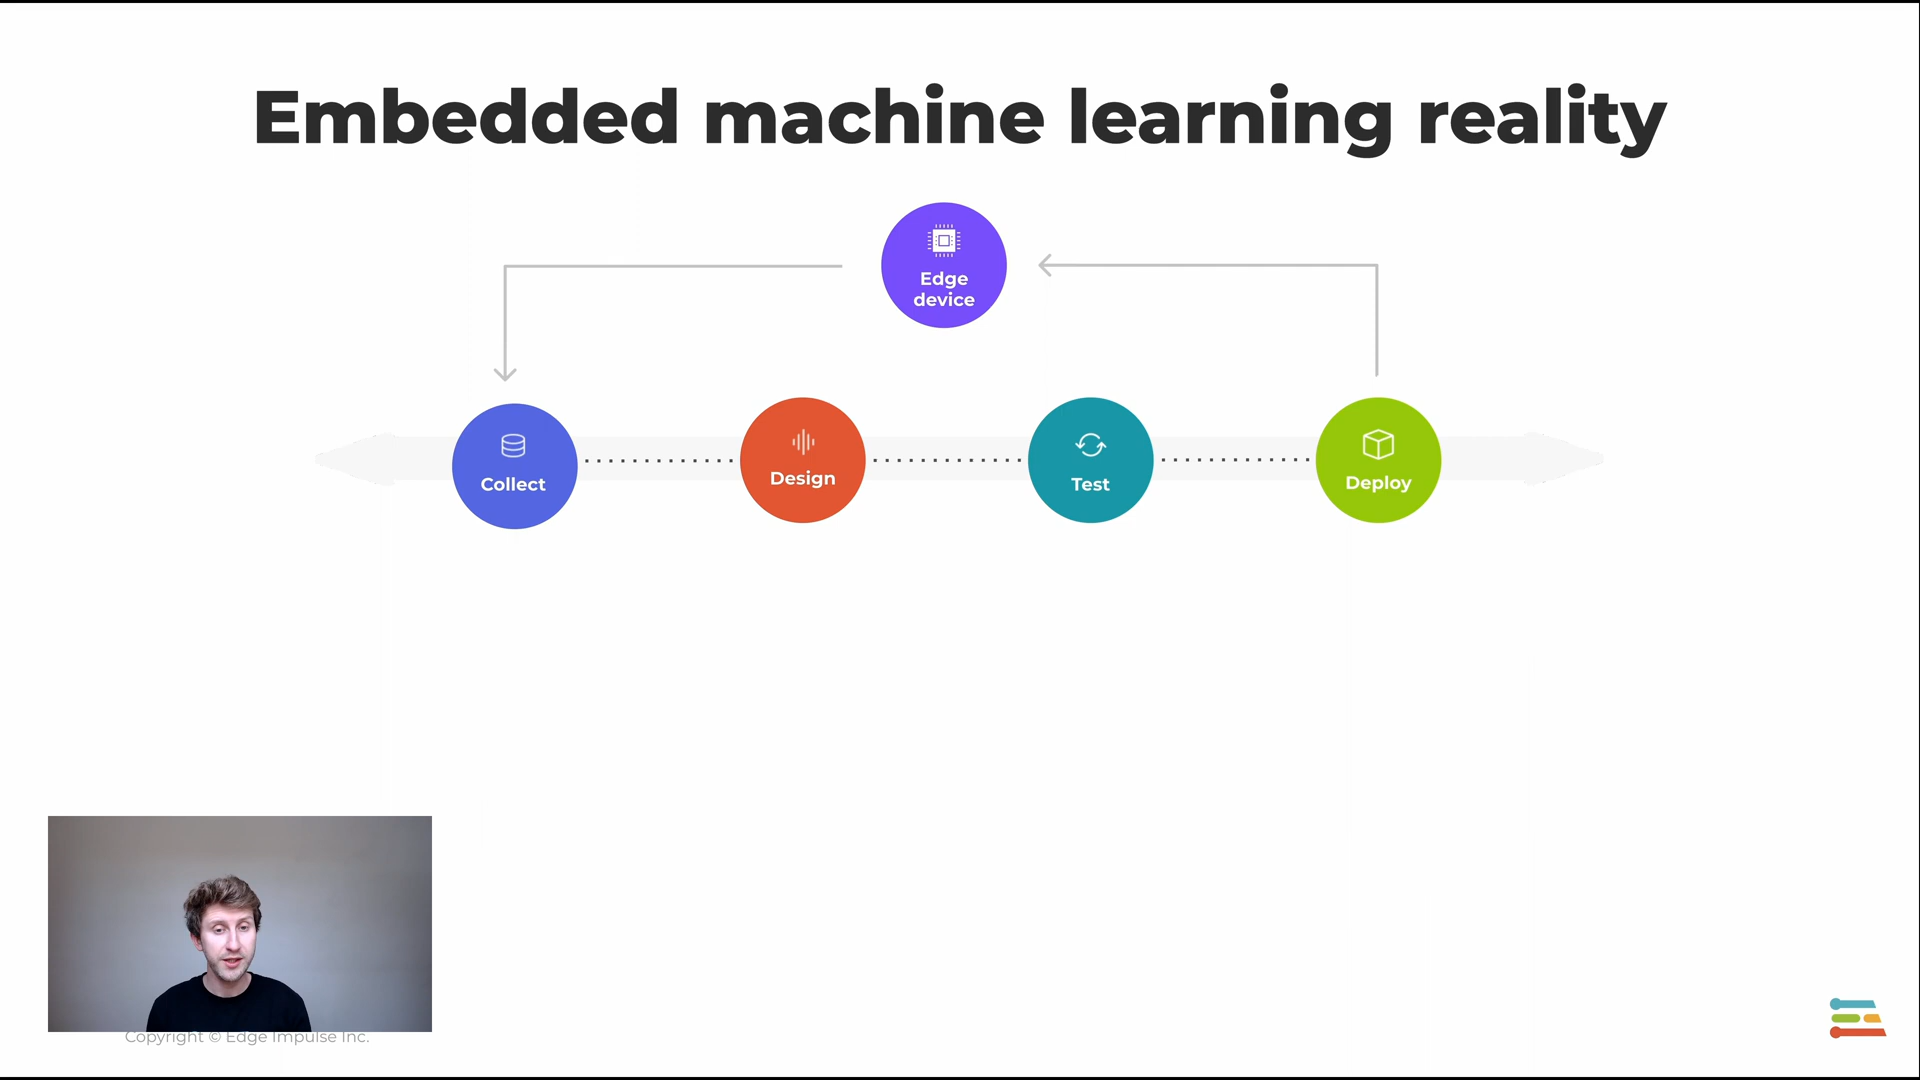 Embedded machine learning reality
Edge
device
Collect
Design
Test
Deploy
Copyright © Edge Impulse Inc.